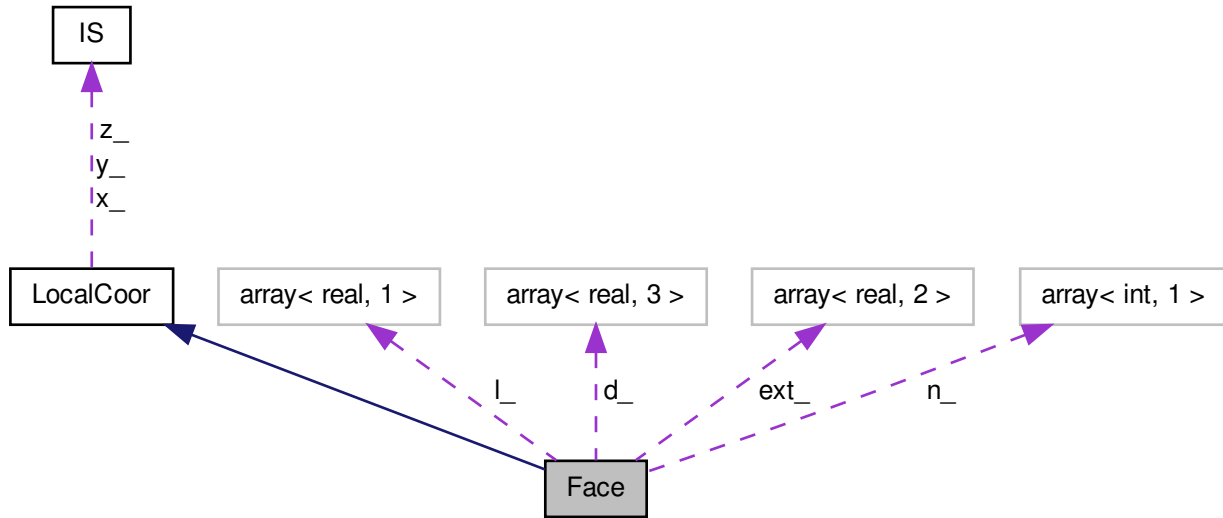 IS
z_
y_
x_
LocalCoor
array< real, 1 >
array< real, 3 >
array< real, 2 >
array< int, 1 >
l_
d_
ext_
n_
Face